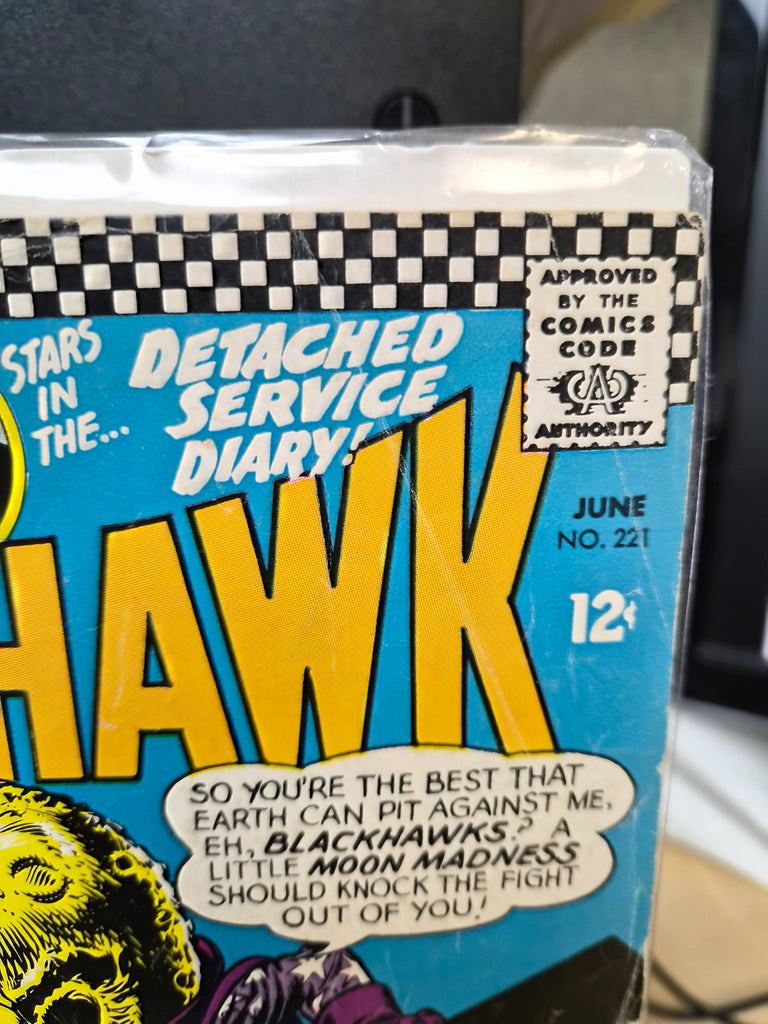 STARS
IN
THE...
DETACHED
SERVICE
DIARY!
HAWK
APPROVED
BY THE
COMICS
CODE
CA
AUTHORITY
JUNE
NO. 221
12¢
SO YOU'RE THE BEST THAT
EARTH CAN PIT AGAINST ME,
EH, BLACKHAWKS? A
LITTLE MOON MADNESS
SHOULD KNOCK THE FIGHT
OUT OF YOU!